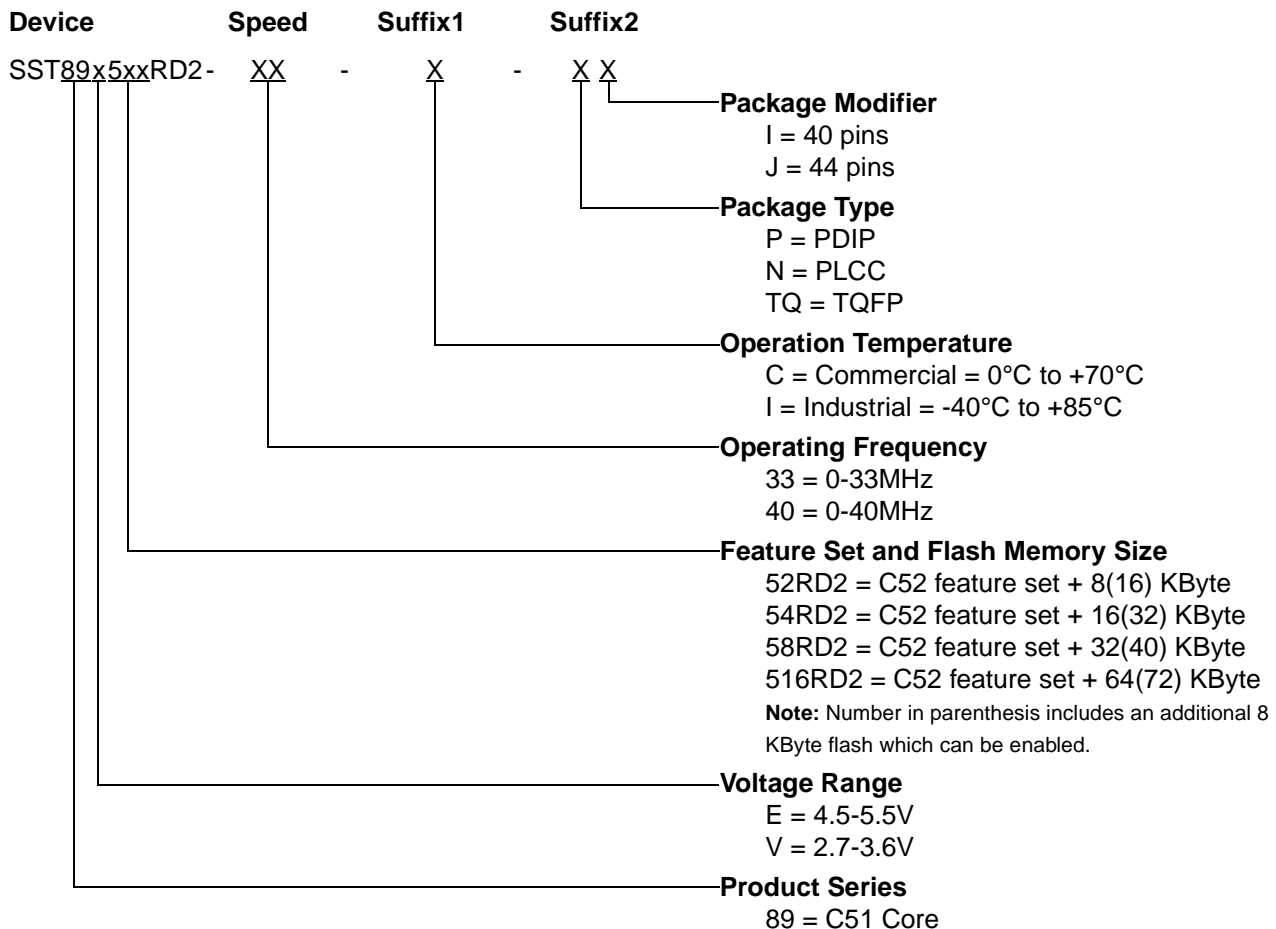 Device Speed Suffix1 Suffix2
SST89x5xxRD2 - XX - X - X X
Package Modifier
I = 40 pins
J = 44 pins
Package Type
P = PDIP
N = PLCC
TQ = TQFP
Operation Temperature
C = Commercial = 0°C to +70°C
I = Industrial = -40°C to +85°C
Operating Frequency
33 = 0-33MHz
40 = 0-40MHz
Feature Set and Flash Memory Size
52RD2 = C52 feature set + 8(16) KByte
54RD2 = C52 feature set + 16(32) KByte
58RD2 = C52 feature set + 32(40) KByte
516RD2 = C52 feature set + 64(72) KByte
Note: Number in parenthesis includes an additional 8
KByte flash which can be enabled.
Voltage Range
E = 4.5-5.5V
V = 2.7-3.6V
Product Series
89 = C51 Core